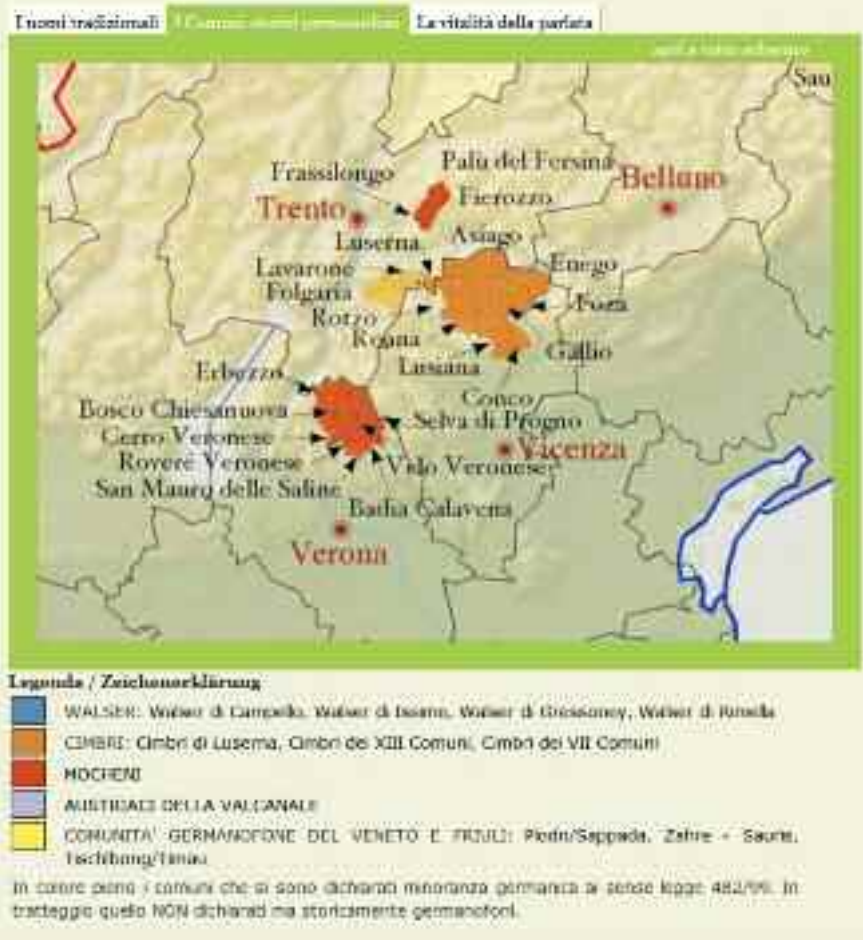 I nomi tradizionali I Comuni storici germanofoni La vitalità della parlata
Sau
Palù del Fersina
Frassilongo
Belluno
Fierozzo
Trento
Asiago
Luserna
Enego
Lavarone
Folgaria
Foza
Rotzo
Roana
Gallio
Lusiana
Erbezzo
Conco
Bosco Chiesanuova
Selva di Progno
Cerro Veronese
Vicenza
Roverè Veronese
Velo Veronese
San Mauro delle Saline
Badia Calavena
Verona
Legenda / Zeichenerklärung
WALSER: Walser di Campello, Walser di Issime, Walser di Gressoney, Walser di Rimella
CIMBRI: Cimbri di Luserna, Cimbri dei XIII Comuni, Cimbri dei VII Comuni
MOCHENI
DELLA VALCANALE
COMUNITA' GERMANOFONE DEL VENETO E FRIULI: Plodn/Sappada, Zahre - Sauris,
Tischlbong/Timau
In colore pieno i comuni che si sono dichiarati minoranza germanica ai sense legge 482/99. In
tratteggio quello NON dichiarati ma storicamente germanofoni.